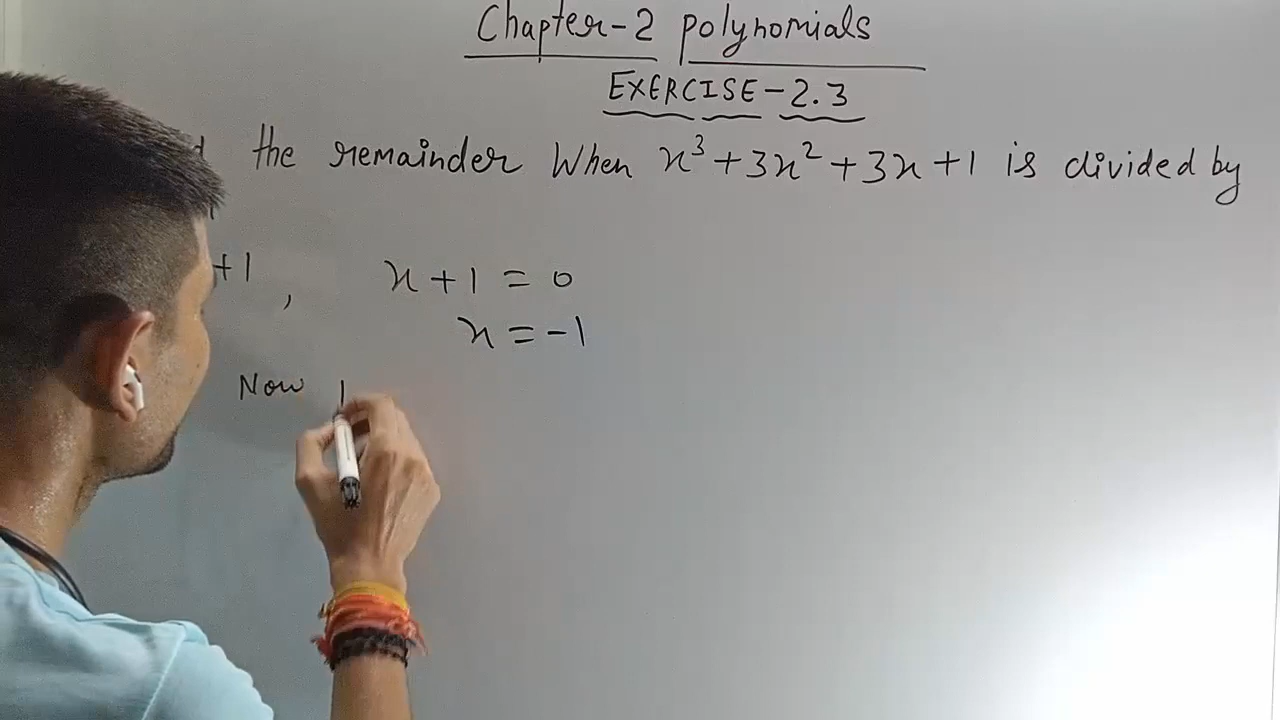 Chapter-2 polynomials
EXERCISE-2.3
the remainder When x³+3x²+3x+1 is divided by
+1, x+1=0
x=-1
Now